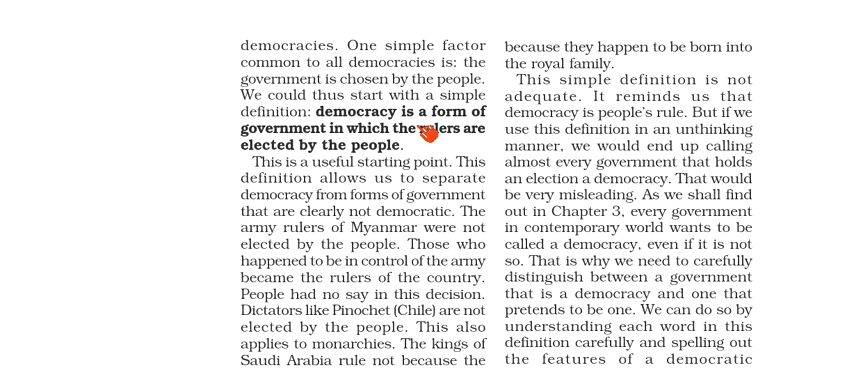 democracies. One simple factor
common to all democracies is: the
government is chosen by the people.
We could thus start with a simple
definition: democracy is a form of
government in which the rulers are
elected by the people.
This is a useful starting point. This
definition allows us to separate
democracy from forms of government
that are clearly not democratic. The
army rulers of Myanmar were not
elected by the people. Those who
happened to be in control of the army
became the rulers of the country.
People had no say in this decision.
Dictators like Pinochet (Chile) are not
elected by the people. This also
applies to monarchies. The kings of
Saudi Arabia rule not because the
because they happen to be born into
the royal family.
This simple definition is not
adequate. It reminds us that
democracy is people's rule. But if we
use this definition in an unthinking
manner, we would end up calling
almost every government that holds
an election a democracy. That would
be very misleading. As we shall find
out in Chapter 3, every government
in contemporary world wants to be
called a democracy, even if it is not
so. That is why we need to carefully
distinguish between a government
that is a democracy and one that
pretends to be one. We can do so by
understanding each word in this
definition carefully and spelling out
the features of a democratic